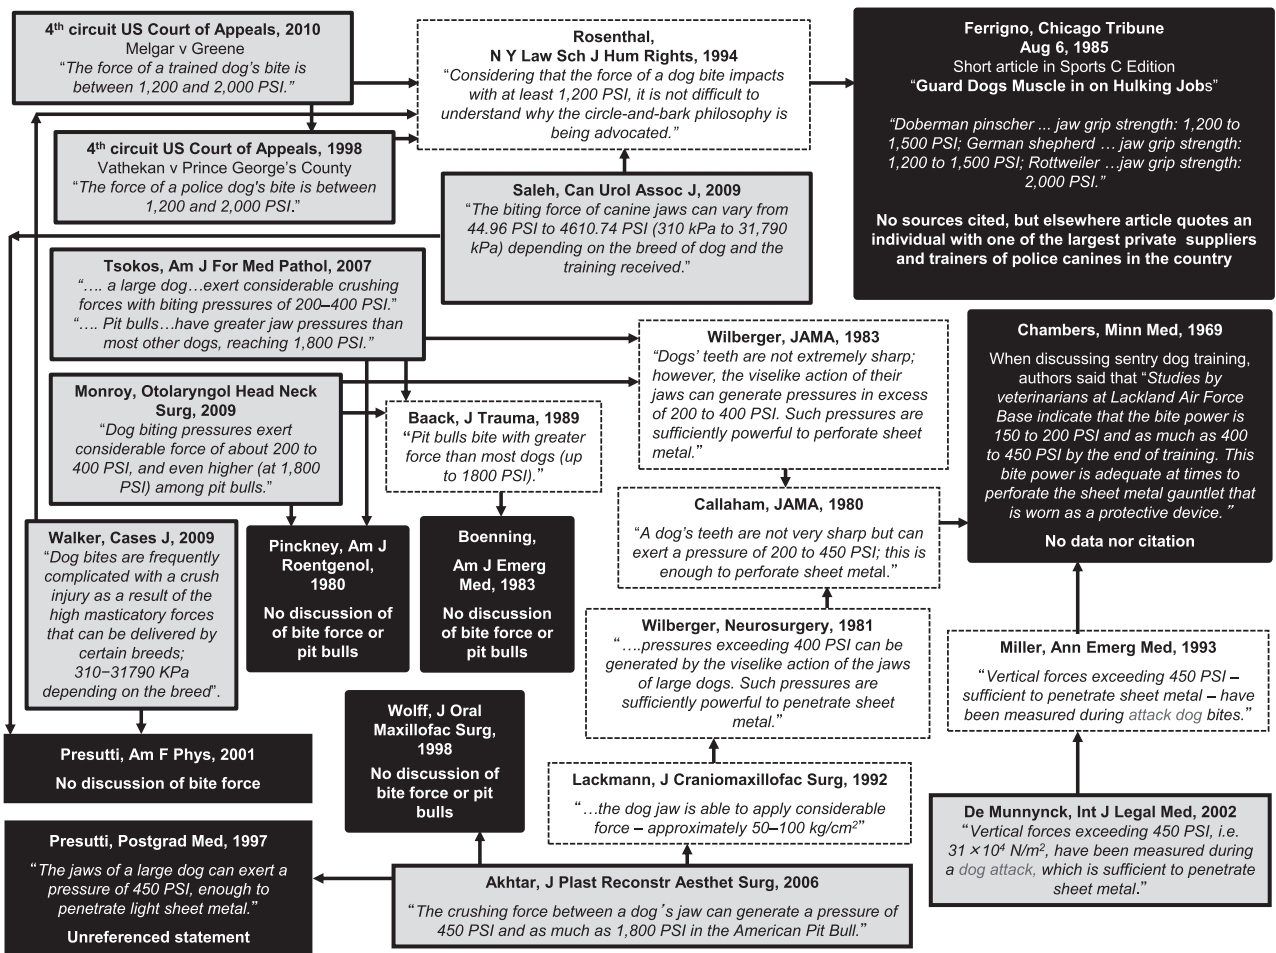 4th circuit US Court of Appeals, 2010
Melgar v Greene
“The force of a trained dog’s bite is
between 1,200 and 2,000 PSI.”
Rosenthal,
N Y Law Sch J Hum Rights, 1994
“Considering that the force of a dog bite impacts
with at least 1,200 PSI, it is not difficult to
understand why the circle-and-bark philosophy is
being advocated.”
Ferrigno, Chicago Tribune
Aug 6, 1985
Short article in Sports C Edition
“Guard Dogs Muscle in on Hulking Jobs”
“Doberman pinscher ... jaw grip strength: 1,200 to
1,500 PSI; German shepherd … jaw grip strength:
1,200 to 1,500 PSI; Rottweiler …jaw grip strength:
2,000 PSI.”
No sources cited, but elsewhere article quotes an
individual with one of the largest private suppliers
and trainers of police canines in the country
4th circuit US Court of Appeals, 1998
Vathekan v Prince George’s County
“The force of a police dog's bite is between
1,200 and 2,000 PSI.”
Saleh, Can Urol Assoc J, 2009
“The biting force of canine jaws can vary from
44.96 PSI to 4610.74 PSI (310 kPa to 31,790
kPa) depending on the breed of dog and the
training received.”
Tsokos, Am J For Med Pathol, 2007
“…. a large dog…exert considerable crushing
forces with biting pressures of 200–400 PSI.”
“…. Pit bulls…have greater jaw pressures than
most other dogs, reaching 1,800 PSI.”
Wilberger, JAMA, 1983
“Dogs’ teeth are not extremely sharp;
however, the viselike action of their
jaws can generate pressures in excess
of 200 to 400 PSI. Such pressures are
sufficiently powerful to perforate sheet
metal.”
Chambers, Minn Med, 1969
When discussing sentry dog training,
authors said that “Studies by
veterinarians at Lackland Air Force
Base indicate that the bite power is
150 to 200 PSI and as much as 400
to 450 PSI by the end of training. This
bite power is adequate at times to
perforate the sheet metal gauntlet that
is worn as a protective device.”
No data nor citation
Monroy, Otolaryngol Head Neck
Surg, 2009
“Dog biting pressures exert
considerable force of about 200 to
400 PSI, and even higher (at 1,800
PSI) among pit bulls.”
Baack, J Trauma, 1989
“Pit bulls bite with greater
force than most dogs (up
to 1800 PSI).”
Callaham, JAMA, 1980
“A dog’s teeth are not very sharp but can
exert a pressure of 200 to 450 PSI; this is
enough to perforate sheet metal.”
Walker, Cases J, 2009
“Dog bites are frequently
complicated with a crush
injury as a result of the
high masticatory forces
that can be delivered by
certain breeds;
310–31790 KPa
depending on the breed”.
Pinckney, Am J
Roentgenol,
1980
No discussion of
of bite force or
pit bulls
Boenning,
Am J Emerg
Med, 1983
No discussion
of bite force or
pit bulls
Wilberger, Neurosurgery, 1981
“….pressures exceeding 400 PSI can be
generated by the viselike action of the jaws
of large dogs. Such pressures are
sufficiently powerful to penetrate sheet
metal.”
Miller, Ann Emerg Med, 1993
“Vertical forces exceeding 450 PSI –
sufficient to penetrate sheet metal – have
been measured during attack dog bites.”
Presutti, Am F Phys, 2001
No discussion of bite force
Wolff, J Oral
Maxillofac Surg,
1998
No discussion of
bite force or pit
bulls
Lackmann, J Craniomaxillofac Surg, 1992
“…the dog jaw is able to apply considerable
force – approximately 50–100 kg/cm2”
De Munnynck, Int J Legal Med, 2002
“Vertical forces exceeding 450 PSI, i.e.
31 ×10⁴ N/m², have been measured during
a dog attack, which is sufficient to penetrate
sheet metal.”
Presutti, Postgrad Med, 1997
“The jaws of a large dog can exert a
pressure of 450 PSI, enough to
penetrate light sheet metal.”
Unreferenced statement
Akhtar, J Plast Reconstr Aesthet Surg, 2006
“The crushing force between a dog´s jaw can generate a pressure of
450 PSI and as much as 1,800 PSI in the American Pit Bull.”